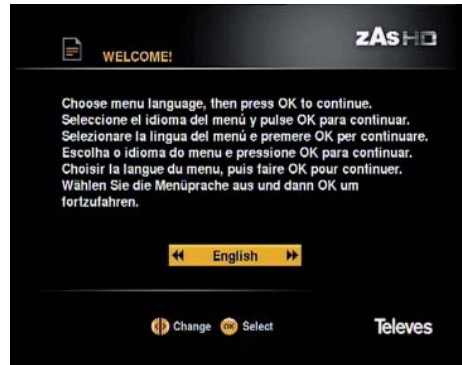 zAs HD
WELCOME!
Choose menu language, then press OK to continue.
Seleccione el idioma del menú y pulse OK para continuar.
Selezionare la lingua del menú e premere OK per continuare.
Escolha o idioma do menu e pressione OK para continuar.
Choisir la langue du menu, puis faire OK pour continuer.
Wählen Sie die Menüprache aus und dann OK um
fortzufahren.
English
Change OK Select
Televes